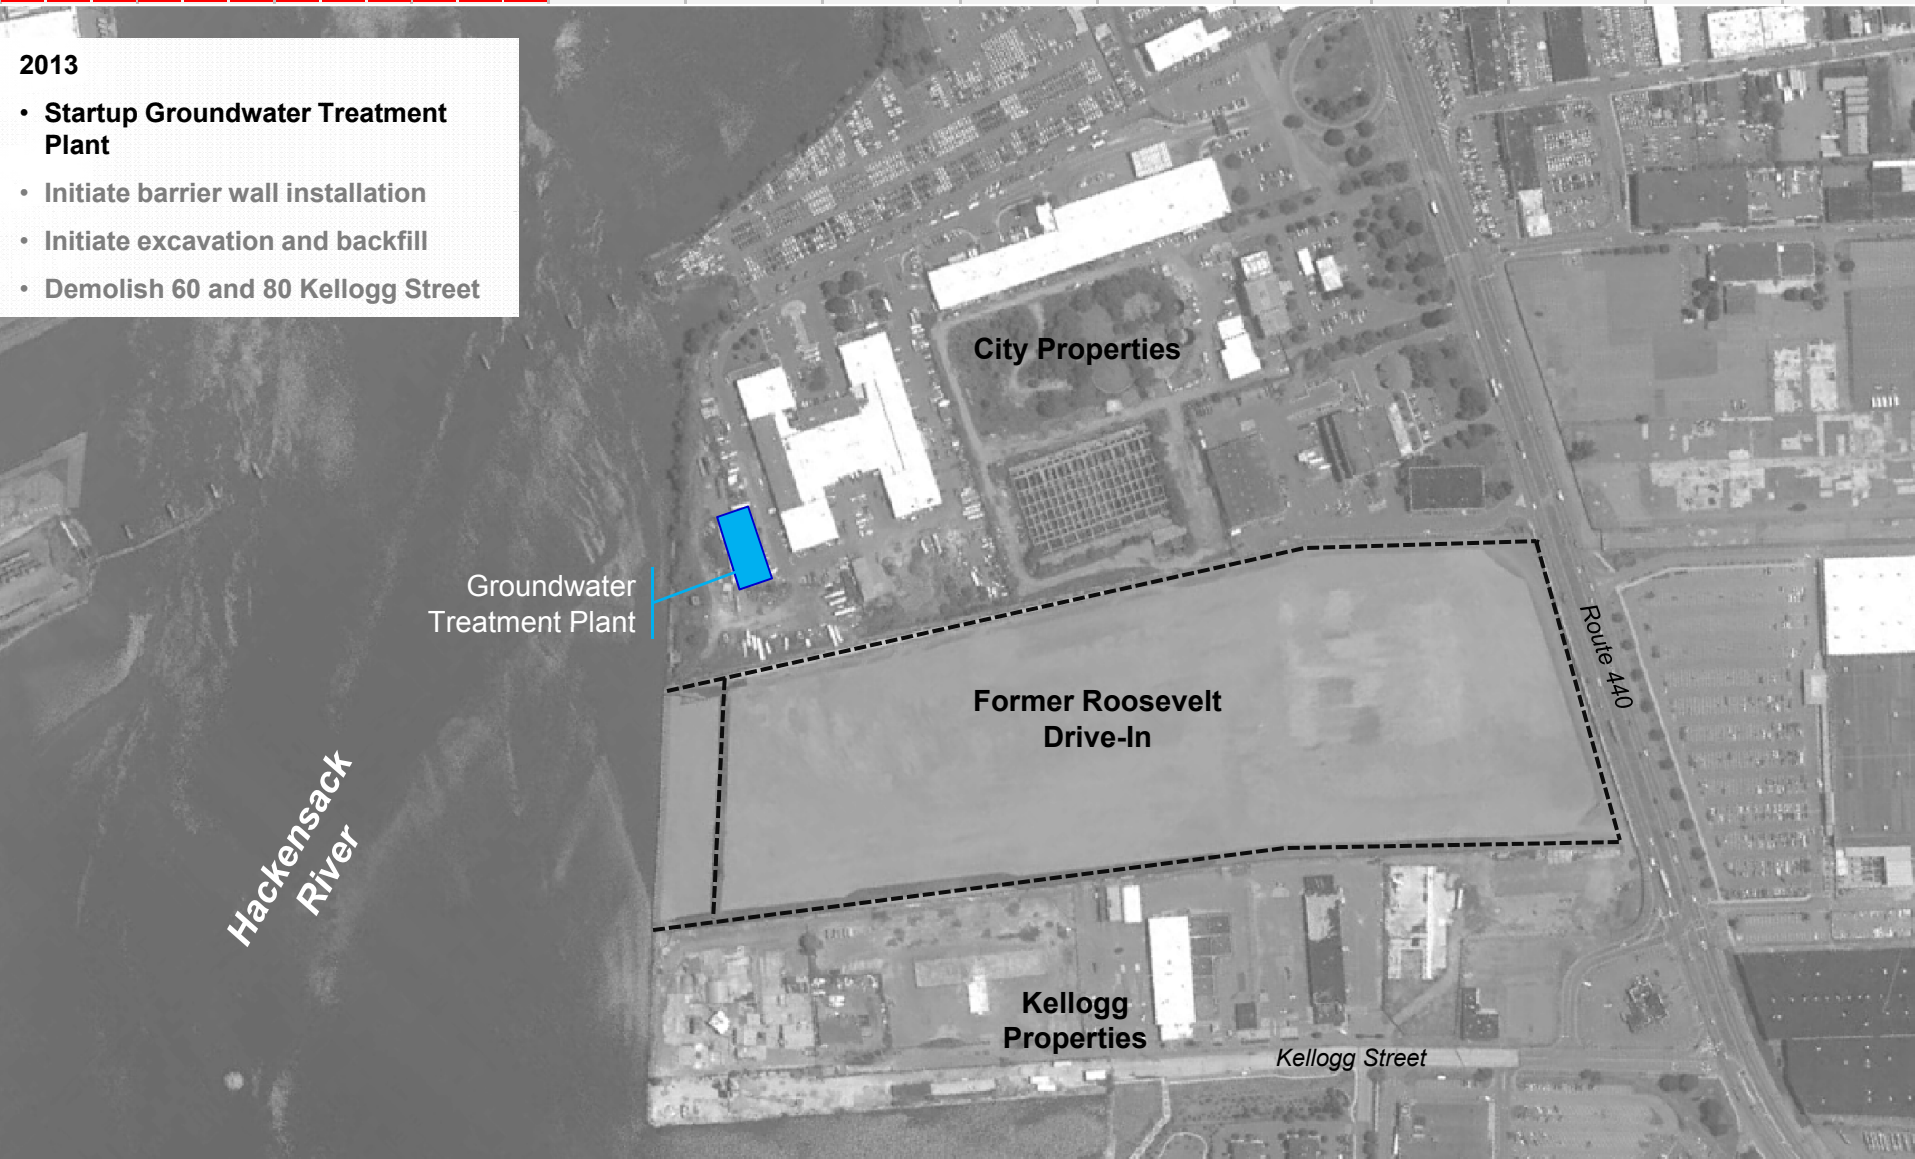 2013
• Startup Groundwater Treatment
Plant
• Initiate barrier wall installation
• Initiate excavation and backfill
• Demolish 60 and 80 Kellogg Street
City Properties
Groundwater
Treatment Plant
Route 440
Former Roosevelt
Drive-In
Hackensack
River
Kellogg
Properties
Kellogg Street